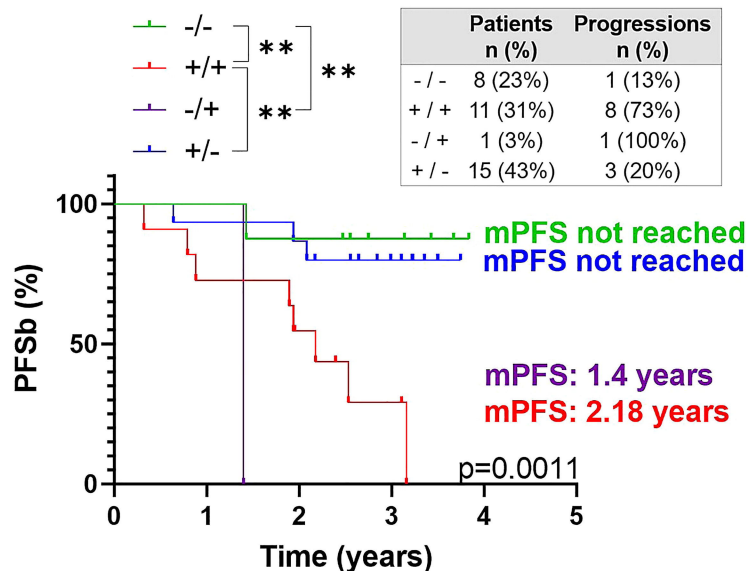 -/-
+/+
-/+
+/-
**
**
**
Patients Progressions
n (%) n (%)
- / - 8 (23%) 1 (13%)
+ / + 11 (31%) 8 (73%)
- / + 1 (3%) 1 (100%)
+ / - 15 (43%) 3 (20%)
PFSb (%)
100
50
0
mPFS not reached
mPFS not reached
mPFS: 1.4 years
mPFS: 2.18 years
p=0.0011
0 1 2 3 4 5
Time (years)